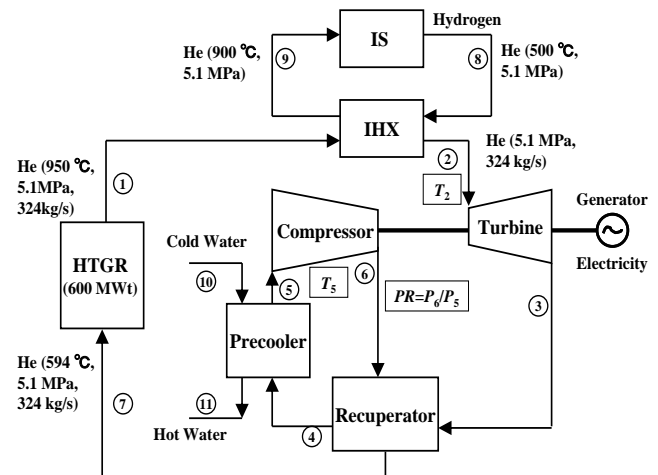 Hydrogen
He (900 ℃,
5.1 MPa)
⑨
IS
⑧
He (500 ℃,
5.1 MPa)
IHX
He (950 ℃,
5.1MPa,
324kg/s)
①
②
He (5.1 MPa,
324 kg/s)
T₂
Compressor
Turbine
Generator
Electricity
HTGR
(600 MWt)
Cold Water
⑩
⑤
T₅
⑥
PR=P₆/P₅
③
Precooler
He (594 ℃,
5.1 MPa,
324 kg/s)
⑦
⑪
Hot Water
④
Recuperator